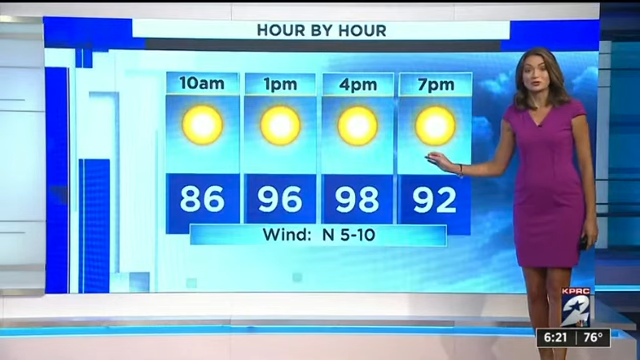 HOUR BY HOUR
10am 1pm 4pm 7pm
86 96 98 92
Wind: N 5-10
KPRC
2
6:21 76°